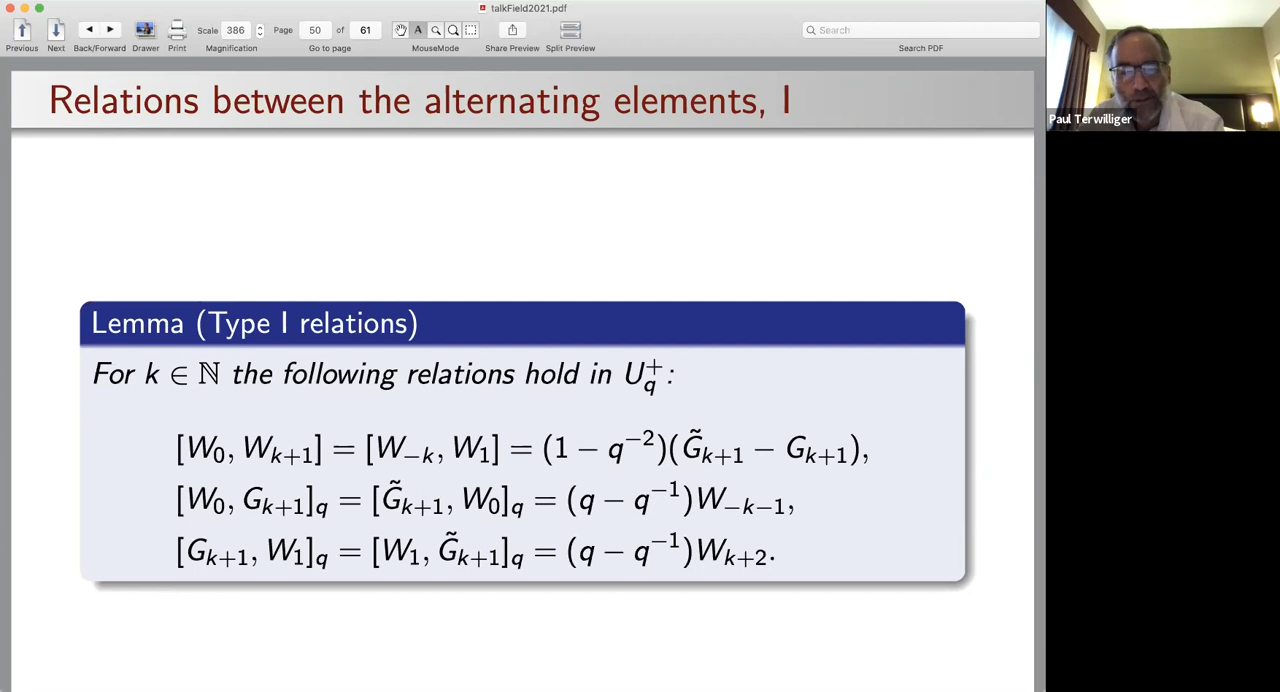 talkField2021.pdf
Scale 386 Page 50 of 61 A Search
Previous Next Back/Forward Drawer Print Magnification Go to page MouseMode Share Preview Split Preview Search PDF
Relations between the alternating elements, I
Paul Terwilliger
Lemma (Type I relations)
For k ∈ ℕ the following relations hold in U_q^+:
[W_0, W_{k+1}] = [W_{-k}, W_1] = (1 − q^{-2})(G̃_{k+1} − G_{k+1}),
[W_0, G_{k+1}]_q = [G̃_{k+1}, W_0]_q = (q − q^{-1})W_{-k-1},
[G_{k+1}, W_1]_q = [W_1, G̃_{k+1}]_q = (q − q^{-1})W_{k+2}.